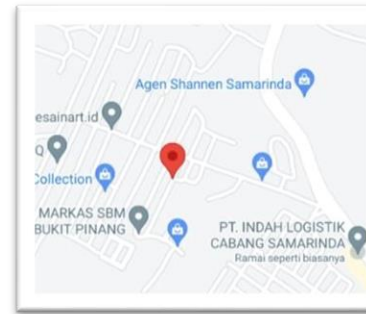 Agen Shannen Samarinda
esainart.id
Q
Collection
MARKAS SBM
BUKIT PINANG
PT. INDAH LOGISTIK
CABANG SAMARINDA
Ramai seperti biasanya